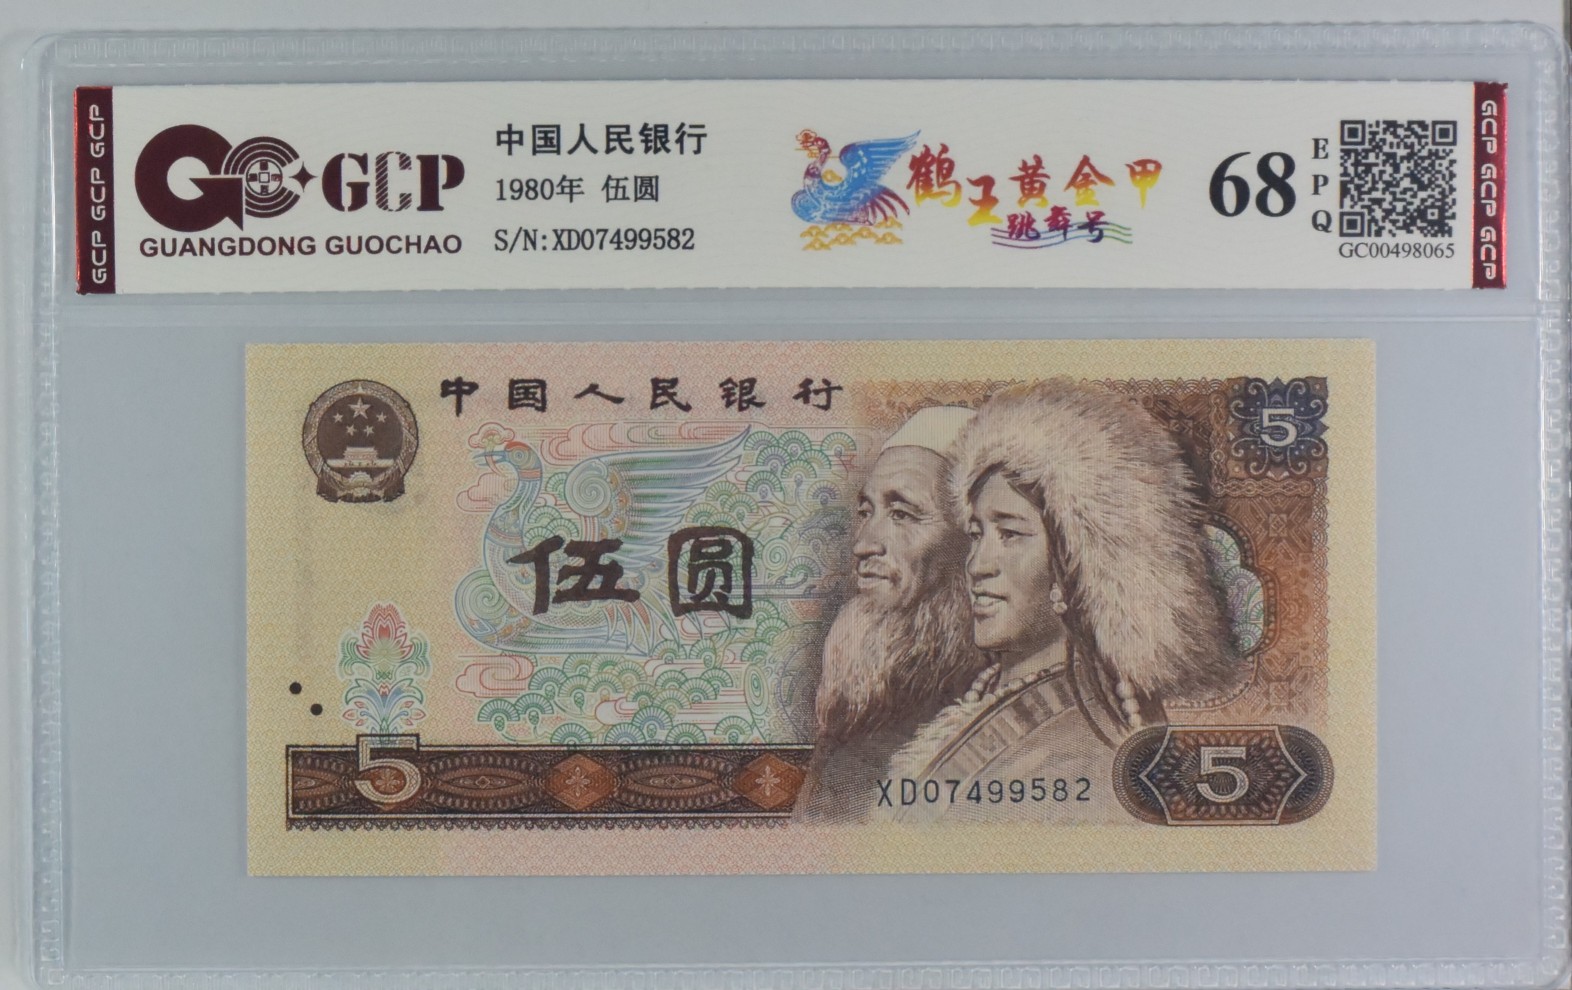 GCP GCP GCP
GCP
GUANGDONG GUOCHAO
中国人民银行
1980年 伍圆
S/N:XD07499582
鹤王黄金甲
跳舞号
68
EPQ
GC00498065
GCP GCP GCP
中国人民银行
5
伍圆
5
XD07499582
5